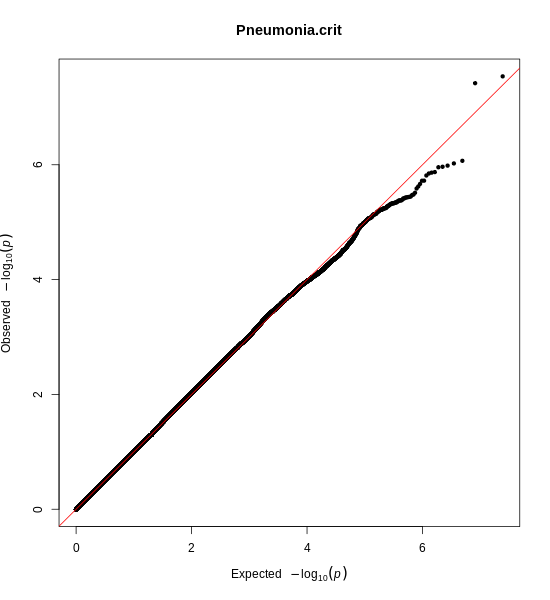 Pneumonia.crit
6
4
2
0
Observed −log10(p)
0 2 4 6
Expected −log10(p)